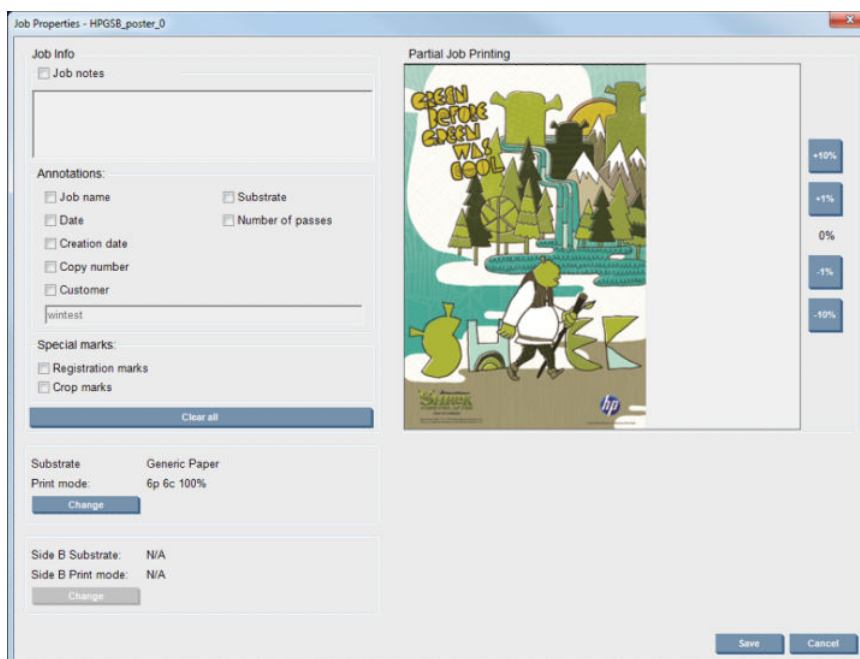 Job Properties - HPGSB_poster_0
Job Info
Job notes
Annotations:
Job name
Substrate
Date
Number of passes
Creation date
Copy number
Customer
wintest
Special marks:
Registration marks
Crop marks
Clear all
Substrate Generic Paper
Print mode: 6p 6c 100%
Change
Side B Substrate: N/A
Side B Print mode: N/A
Change
Partial Job Printing
GREEN
BEFORE
GREEN
WAS
COOL
SHREK
SHREK
hp
+10%
+1%
0%
-1%
-10%
Save
Cancel